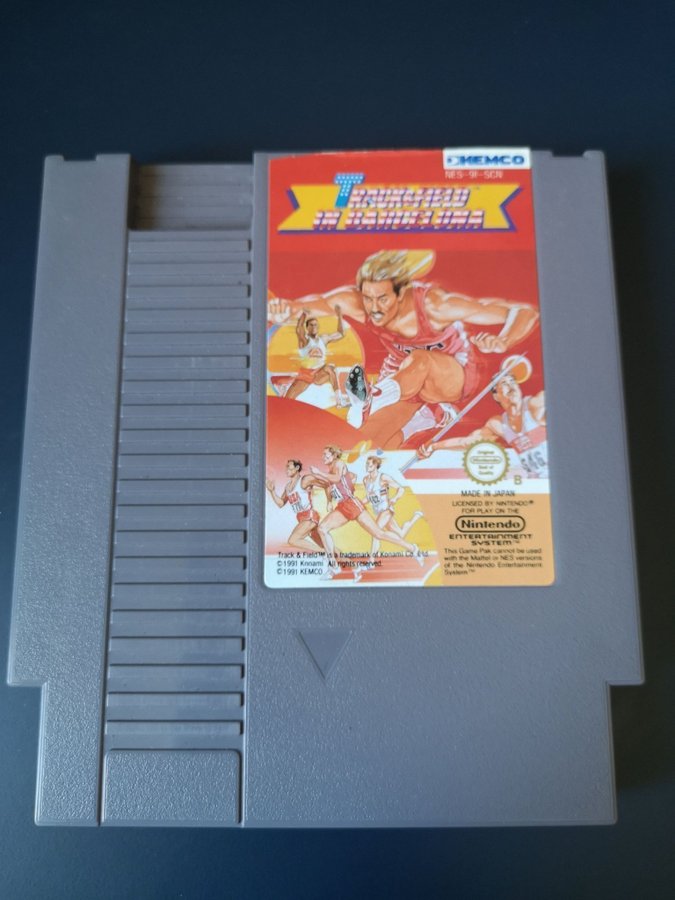 KEMCO
NES-9F-SCN
TRACK & FIELD™
IN BARCELONA
Original
Nintendo
Seal of
Quality
B
MADE IN JAPAN
LICENSED BY NINTENDO®
FOR PLAY ON THE
Nintendo
ENTERTAINMENT
SYSTEM™
This Game Pak cannot be used
with the Mattel or NES versions
of the Nintendo Entertainment
System™
Track & Field™ is a trademark of Konami Co. Ltd.
©1991 Konami. All rights reserved.
©1991 KEMCO